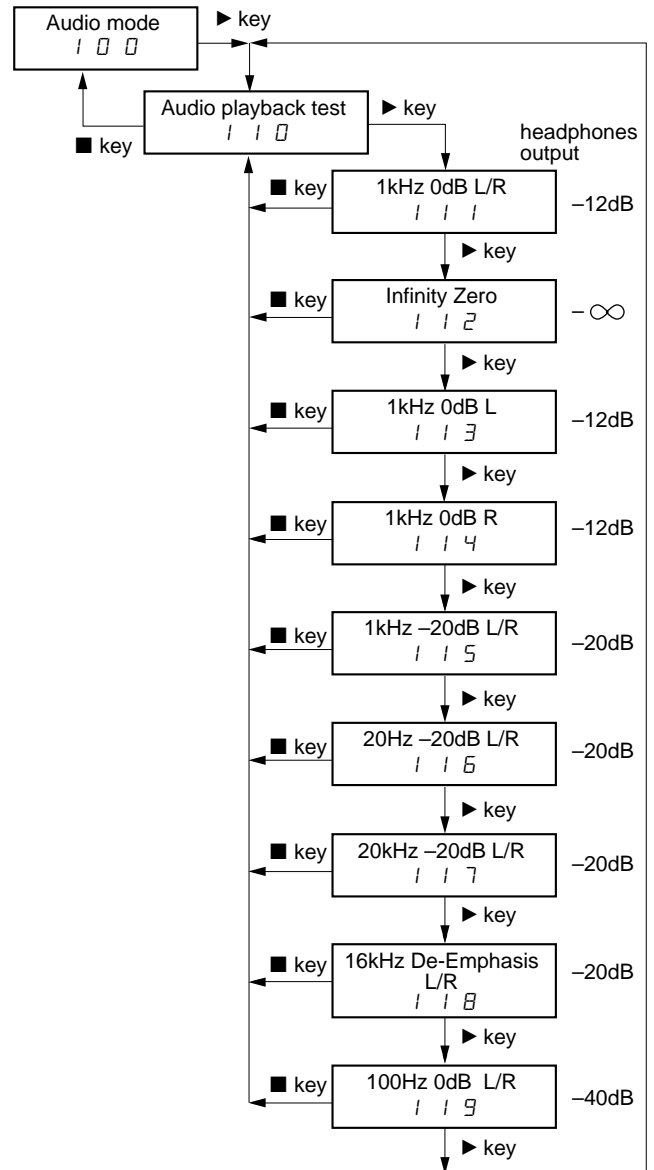 Audio mode
1 0 0
► key
Audio playback test
1 1 0
► key
■ key
headphones
output
1kHz 0dB L/R
1 1 1
■ key
–12dB
► key
Infinity Zero
1 1 2
■ key
– ∞
► key
1kHz 0dB L
1 1 3
■ key
–12dB
► key
1kHz 0dB R
1 1 4
■ key
–12dB
► key
1kHz –20dB L/R
1 1 5
■ key
–20dB
► key
20Hz –20dB L/R
1 1 6
■ key
–20dB
► key
20kHz –20dB L/R
1 1 7
■ key
–20dB
► key
16kHz De-Emphasis
L/R
1 1 8
■ key
–20dB
► key
100Hz 0dB L/R
1 1 9
■ key
–40dB
► key